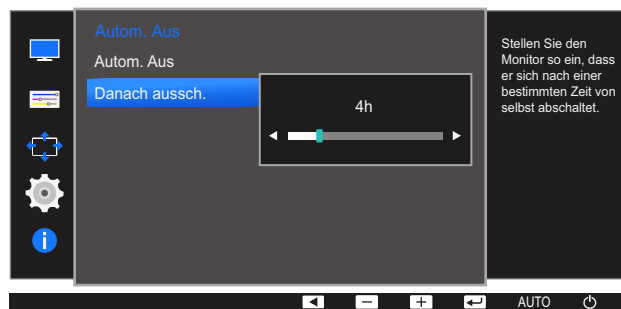 Autom. Aus
Autom. Aus
Danach aussch.
4h
Stellen Sie den
Monitor so ein, dass
er sich nach einer
bestimmten Zeit von
selbst abschaltet.
AUTO